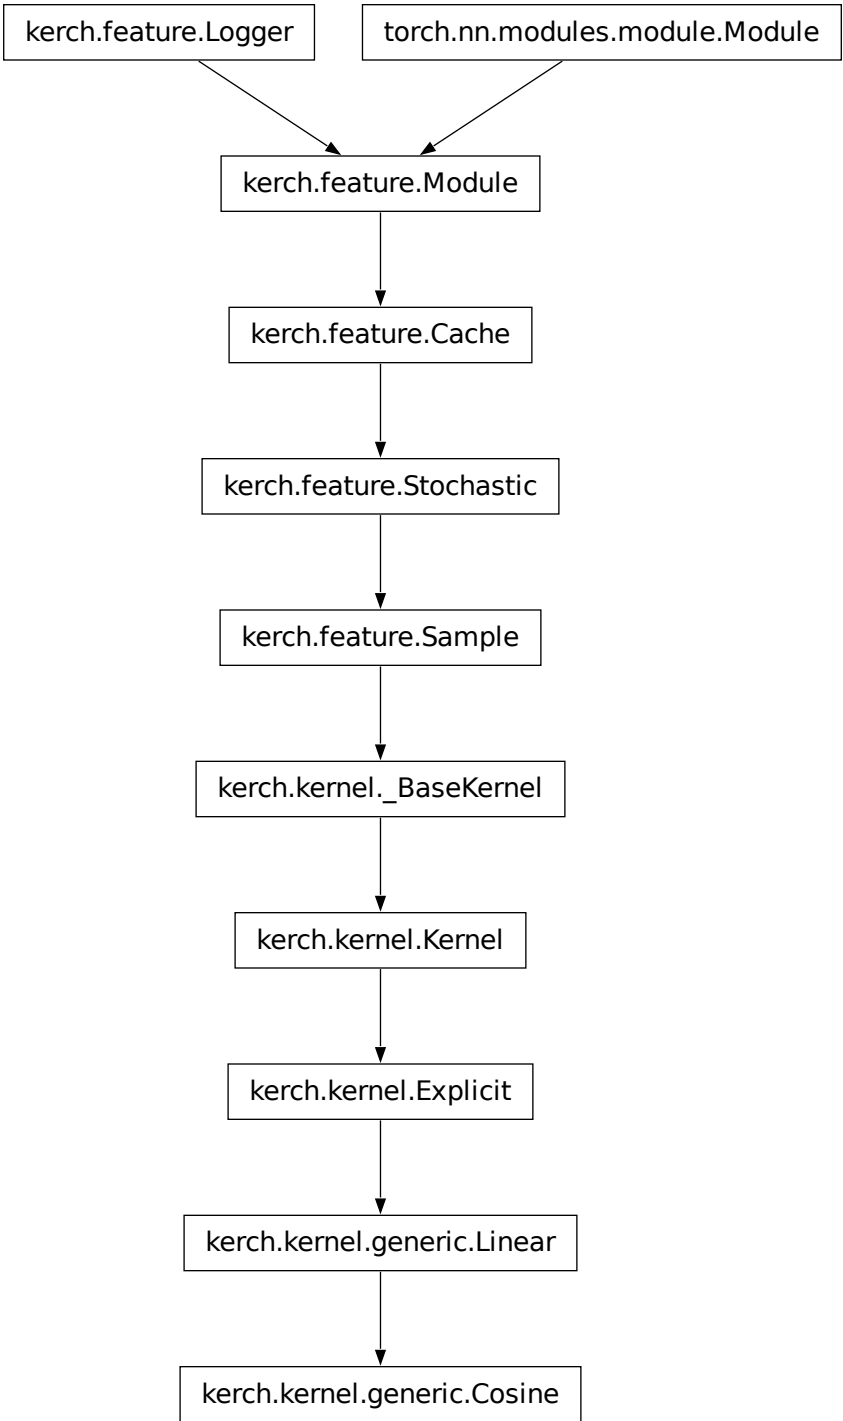 kerch.feature.Logger
torch.nn.modules.module.Module
kerch.feature.Module
kerch.feature.Cache
kerch.feature.Stochastic
kerch.feature.Sample
kerch.kernel._BaseKernel
kerch.kernel.Kernel
kerch.kernel.Explicit
kerch.kernel.generic.Linear
kerch.kernel.generic.Cosine